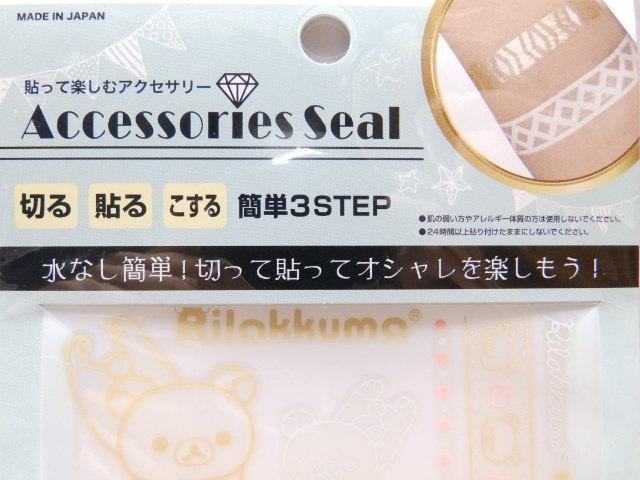 MADE IN JAPAN
貼って楽しむアクセサリー
Accessories Seal
切る 貼る こする 簡単3STEP
●肌の弱い方やアレルギー体質の方は使用しないでください。
●24時間以上貼り付けたままにしないでください。
水なし簡単!切って貼ってオシャレを楽しもう!
Rilakkuma®
Rilakkuma